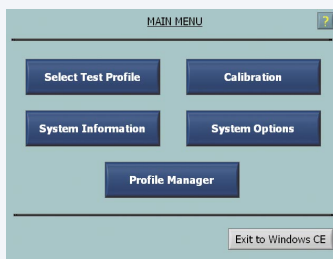 MAIN MENU
?
Select Test Profile
Calibration
System Information
System Options
Profile Manager
Exit to Windows CE